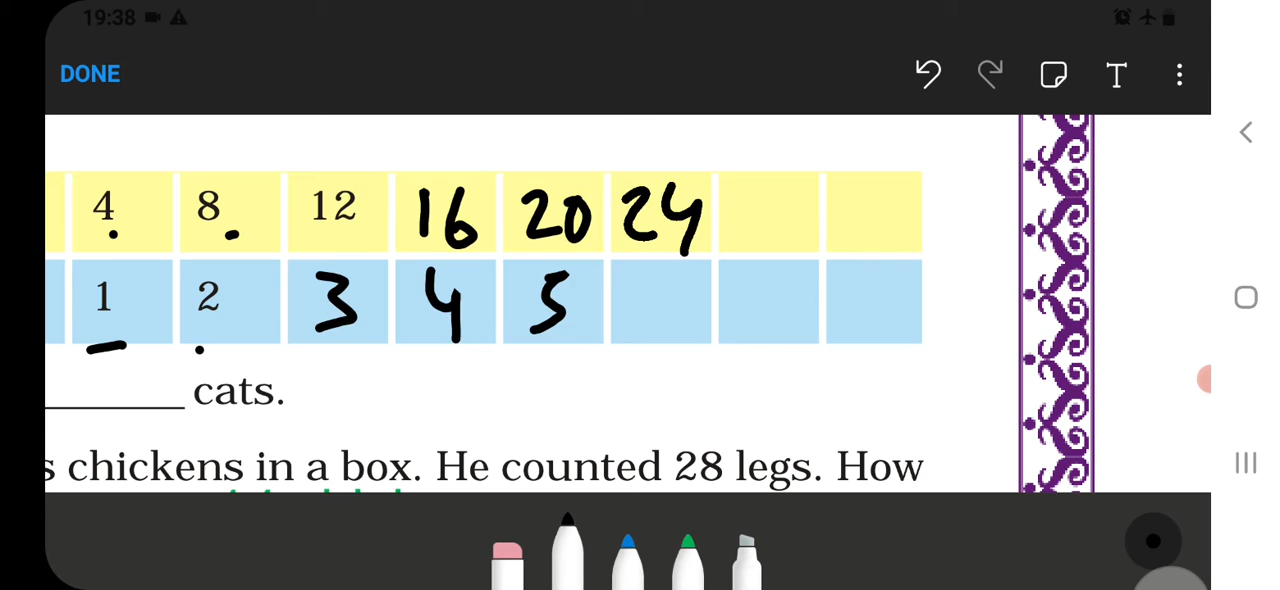 19:38
DONE
T
4 8 12 16 20 24
1 2 3 4 5
cats.
s chickens in a box. He counted 28 legs. How